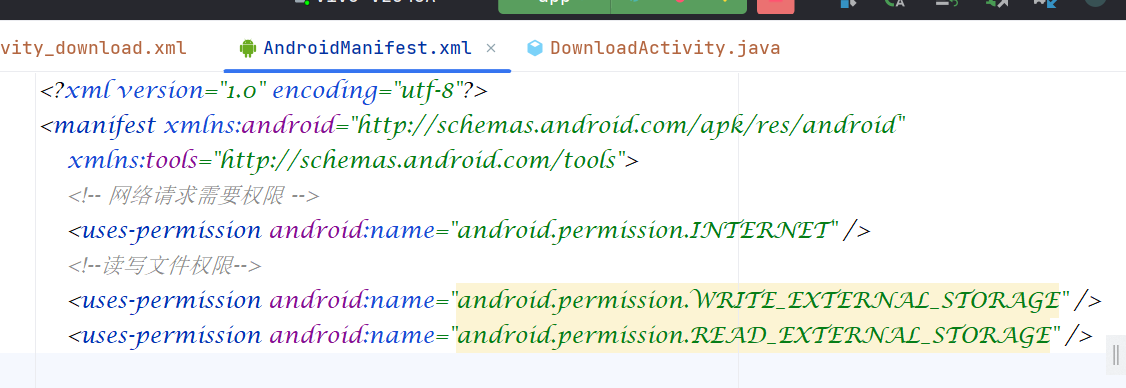 app
vity_download.xml AndroidManifest.xml × DownloadActivity.java
<?xml version="1.0" encoding="utf-8"?>
<manifest xmlns:android="http://schemas.android.com/apk/res/android"
xmlns:tools="http://schemas.android.com/tools">
<!-- 网络请求需要权限 -->
<uses-permission android:name="android.permission.INTERNET" />
<!--读写文件权限-->
<uses-permission android:name="android.permission.WRITE_EXTERNAL_STORAGE" />
<uses-permission android:name="android.permission.READ_EXTERNAL_STORAGE" />